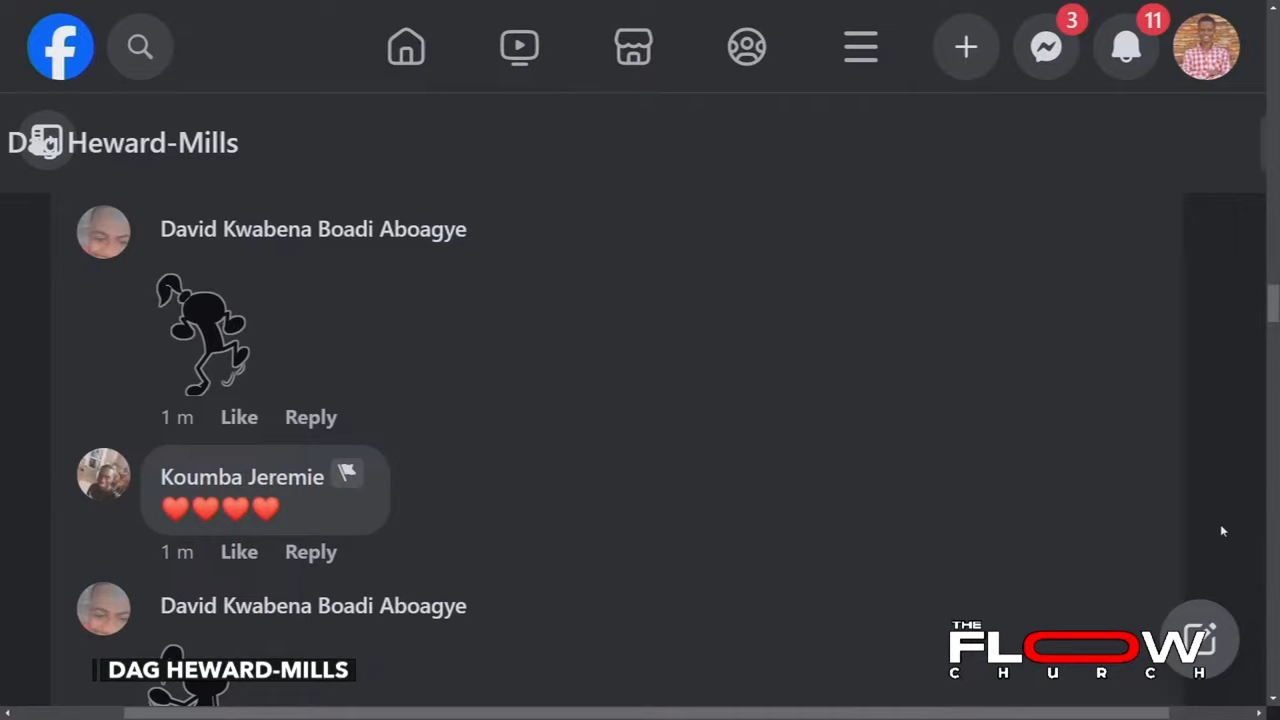 3
11
Dag Heward-Mills
David Kwabena Boadi Aboagye
1 m Like Reply
Koumba Jeremie
1 m Like Reply
David Kwabena Boadi Aboagye
DAG HEWARD-MILLS
THE
FLOW
CHURCH